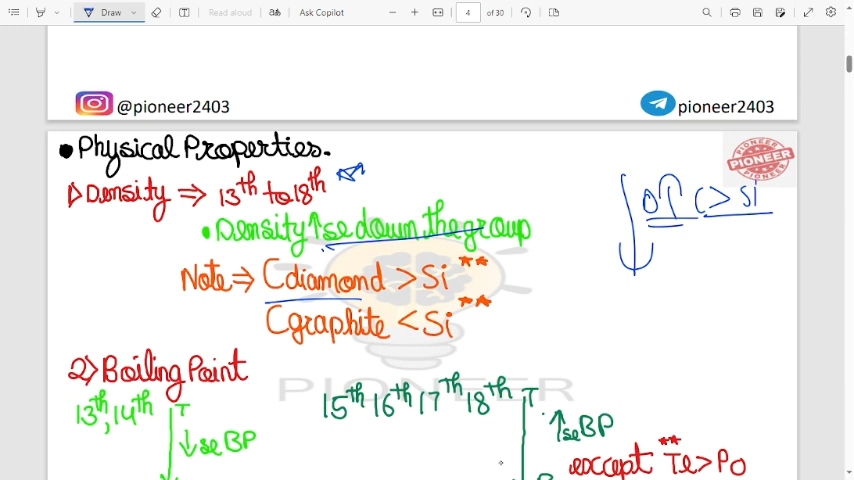 Draw
Read aloud
Ask Copilot
4 of 30
@pioneer2403
pioneer2403
PIONEER
• Physical Properties.
1> Density ⇒ 13th to 18th
• Density ↑se down the group
Note ⇒ Cdiamond > Si **
Cgraphite < Si **
C > Si
2> Boiling Point
13th, 14th
T
↓se BP
15th 16th 17th 18th
T.
↑se BP
except Te > Po **
PIONEER